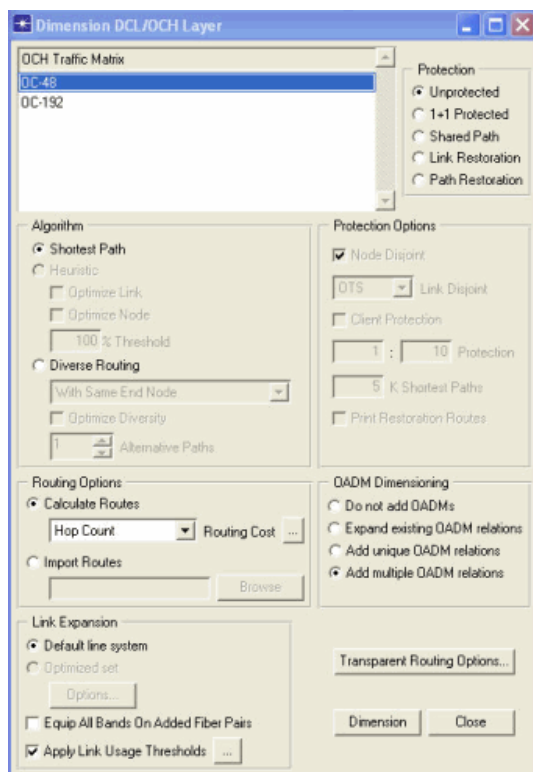 Dimension DCL/OCH Layer
OCH Traffic Matrix
OC-48
OC-192
Protection
Unprotected
1+1 Protected
Shared Path
Link Restoration
Path Restoration
Algorithm
Shortest Path
Heuristic
Optimize Link
Optimize Node
100 % Threshold
Diverse Routing
With Same End Node
Optimize Diversity
1 Alternative Paths
Protection Options
Node Disjoint
OTS Link Disjoint
Client Protection
1 : 10 Protection
5 K Shortest Paths
Print Restoration Routes
Routing Options
Calculate Routes
Hop Count Routing Cost ...
Import Routes
Browse
OADM Dimensioning
Do not add OADMs
Expand existing OADM relations
Add unique OADM relations
Add multiple OADM relations
Link Expansion
Default line system
Optimized set
Options...
Equip All Bands On Added Fiber Pairs
Apply Link Usage Thresholds ...
Transparent Routing Options...
Dimension Close